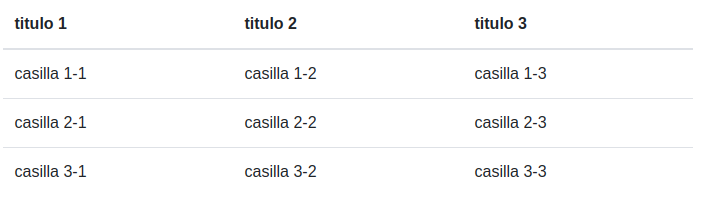 titulo 1 titulo 2 titulo 3
casilla 1-1 casilla 1-2 casilla 1-3
casilla 2-1 casilla 2-2 casilla 2-3
casilla 3-1 casilla 3-2 casilla 3-3